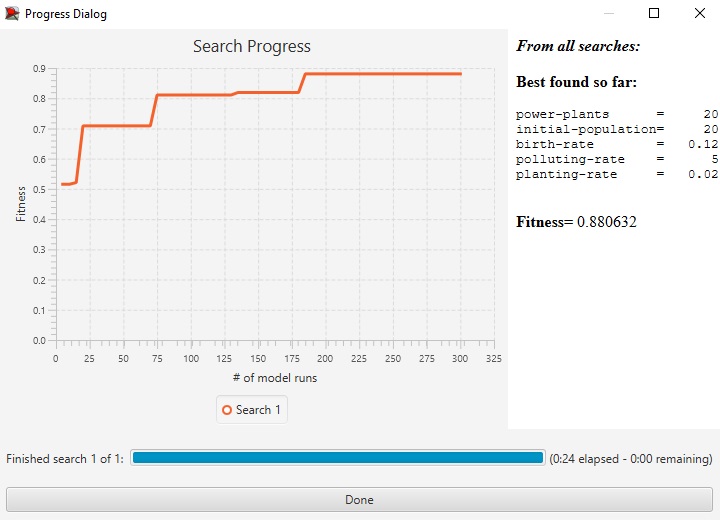 Progress Dialog
Search Progress
From all searches:
Best found so far:
power-plants = 20
initial-population= 20
birth-rate = 0.12
polluting-rate = 5
planting-rate = 0.02
Fitness= 0.880632
Fitness
0.9
0.8
0.7
0.6
0.5
0.4
0.3
0.2
0.1
0.0
0 25 50 75 100 125 150 175 200 225 250 275 300 325
# of model runs
Search 1
Finished search 1 of 1: (0:24 elapsed - 0:00 remaining)
Done